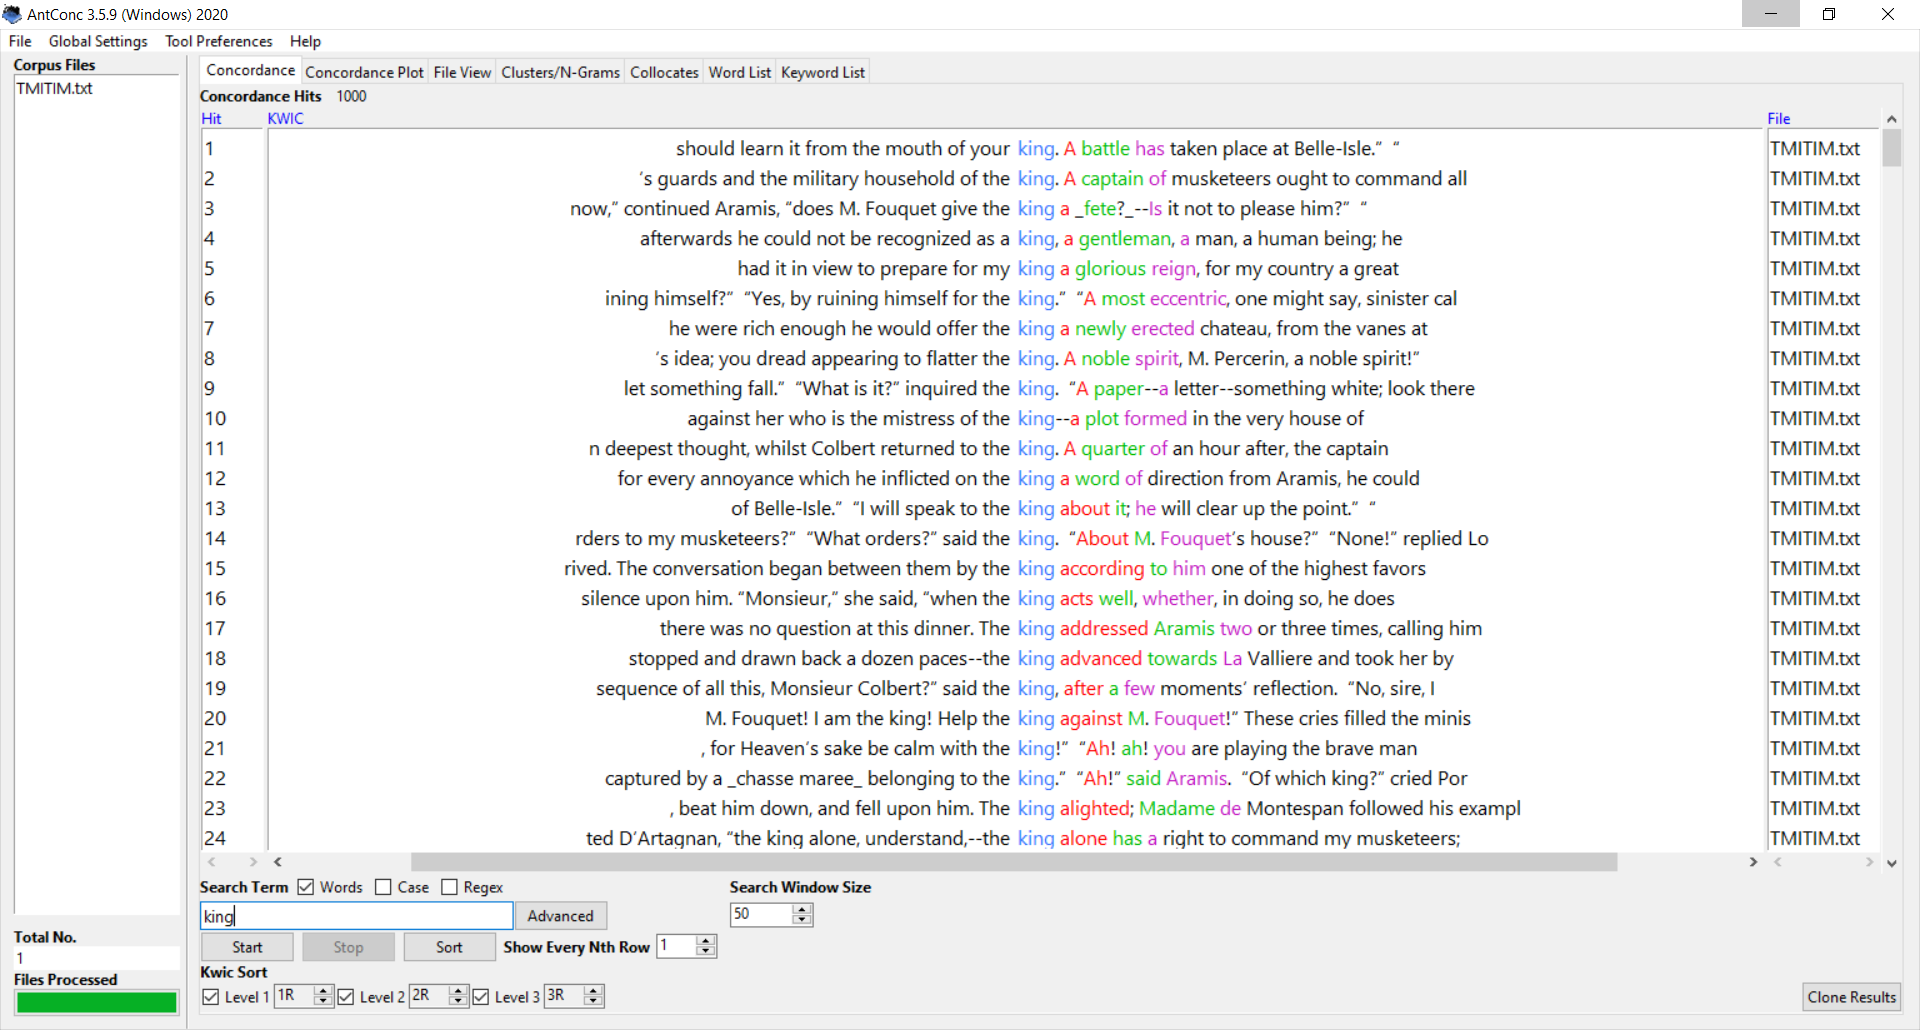 AntConc 3.5.9 (Windows) 2020
File Global Settings Tool Preferences Help
Corpus Files
TMITIM.txt
Total No.
1
Files Processed
Concordance Concordance Plot File View Clusters/N-Grams Collocates Word List Keyword List
Concordance Hits 1000
Hit KWIC File
1 should learn it from the mouth of your king. A battle has taken place at Belle-Isle.” “ TMITIM.txt
2 ’s guards and the military household of the king. A captain of musketeers ought to command all TMITIM.txt
3 now,” continued Aramis, “does M. Fouquet give the king a _fete?_--Is it not to please him?” “ TMITIM.txt
4 afterwards he could not be recognized as a king, a gentleman, a man, a human being; he TMITIM.txt
5 had it in view to prepare for my king a glorious reign, for my country a great TMITIM.txt
6 ining himself?” “Yes, by ruining himself for the king.” “A most eccentric, one might say, sinister cal TMITIM.txt
7 he were rich enough he would offer the king a newly erected chateau, from the vanes at TMITIM.txt
8 ’s idea; you dread appearing to flatter the king. A noble spirit, M. Percerin, a noble spirit!” TMITIM.txt
9 let something fall.” “What is it?” inquired the king. “A paper--a letter--something white; look there TMITIM.txt
10 against her who is the mistress of the king--a plot formed in the very house of TMITIM.txt
11 n deepest thought, whilst Colbert returned to the king. A quarter of an hour after, the captain TMITIM.txt
12 for every annoyance which he inflicted on the king a word of direction from Aramis, he could TMITIM.txt
13 of Belle-Isle.” “I will speak to the king about it; he will clear up the point.” “ TMITIM.txt
14 rders to my musketeers?” “What orders?” said the king. “About M. Fouquet’s house?” “None!” replied Lo TMITIM.txt
15 rived. The conversation began between them by the king according to him one of the highest favors TMITIM.txt
16 silence upon him. “Monsieur,” she said, “when the king acts well, whether, in doing so, he does TMITIM.txt
17 there was no question at this dinner. The king addressed Aramis two or three times, calling him TMITIM.txt
18 stopped and drawn back a dozen paces--the king advanced towards La Valliere and took her by TMITIM.txt
19 sequence of all this, Monsieur Colbert?” said the king, after a few moments’ reflection. “No, sire, I TMITIM.txt
20 M. Fouquet! I am the king! Help the king against M. Fouquet!” These cries filled the minis TMITIM.txt
21 , for Heaven’s sake be calm with the king!” “Ah! ah! you are playing the brave man TMITIM.txt
22 captured by a _chasse maree_ belonging to the king.” “Ah!” said Aramis. “Of which king?” cried Por TMITIM.txt
23 , beat him down, and fell upon him. The king alighted; Madame de Montespan followed his exampl TMITIM.txt
24 ted D’Artagnan, “the king alone, understand,--the king alone has a right to command my musketeers; TMITIM.txt
Search Term Words Case Regex Search Window Size
king Advanced 50
Start Stop Sort Show Every Nth Row 1
Kwic Sort
Level 1 1R Level 2 2R Level 3 3R Clone Results